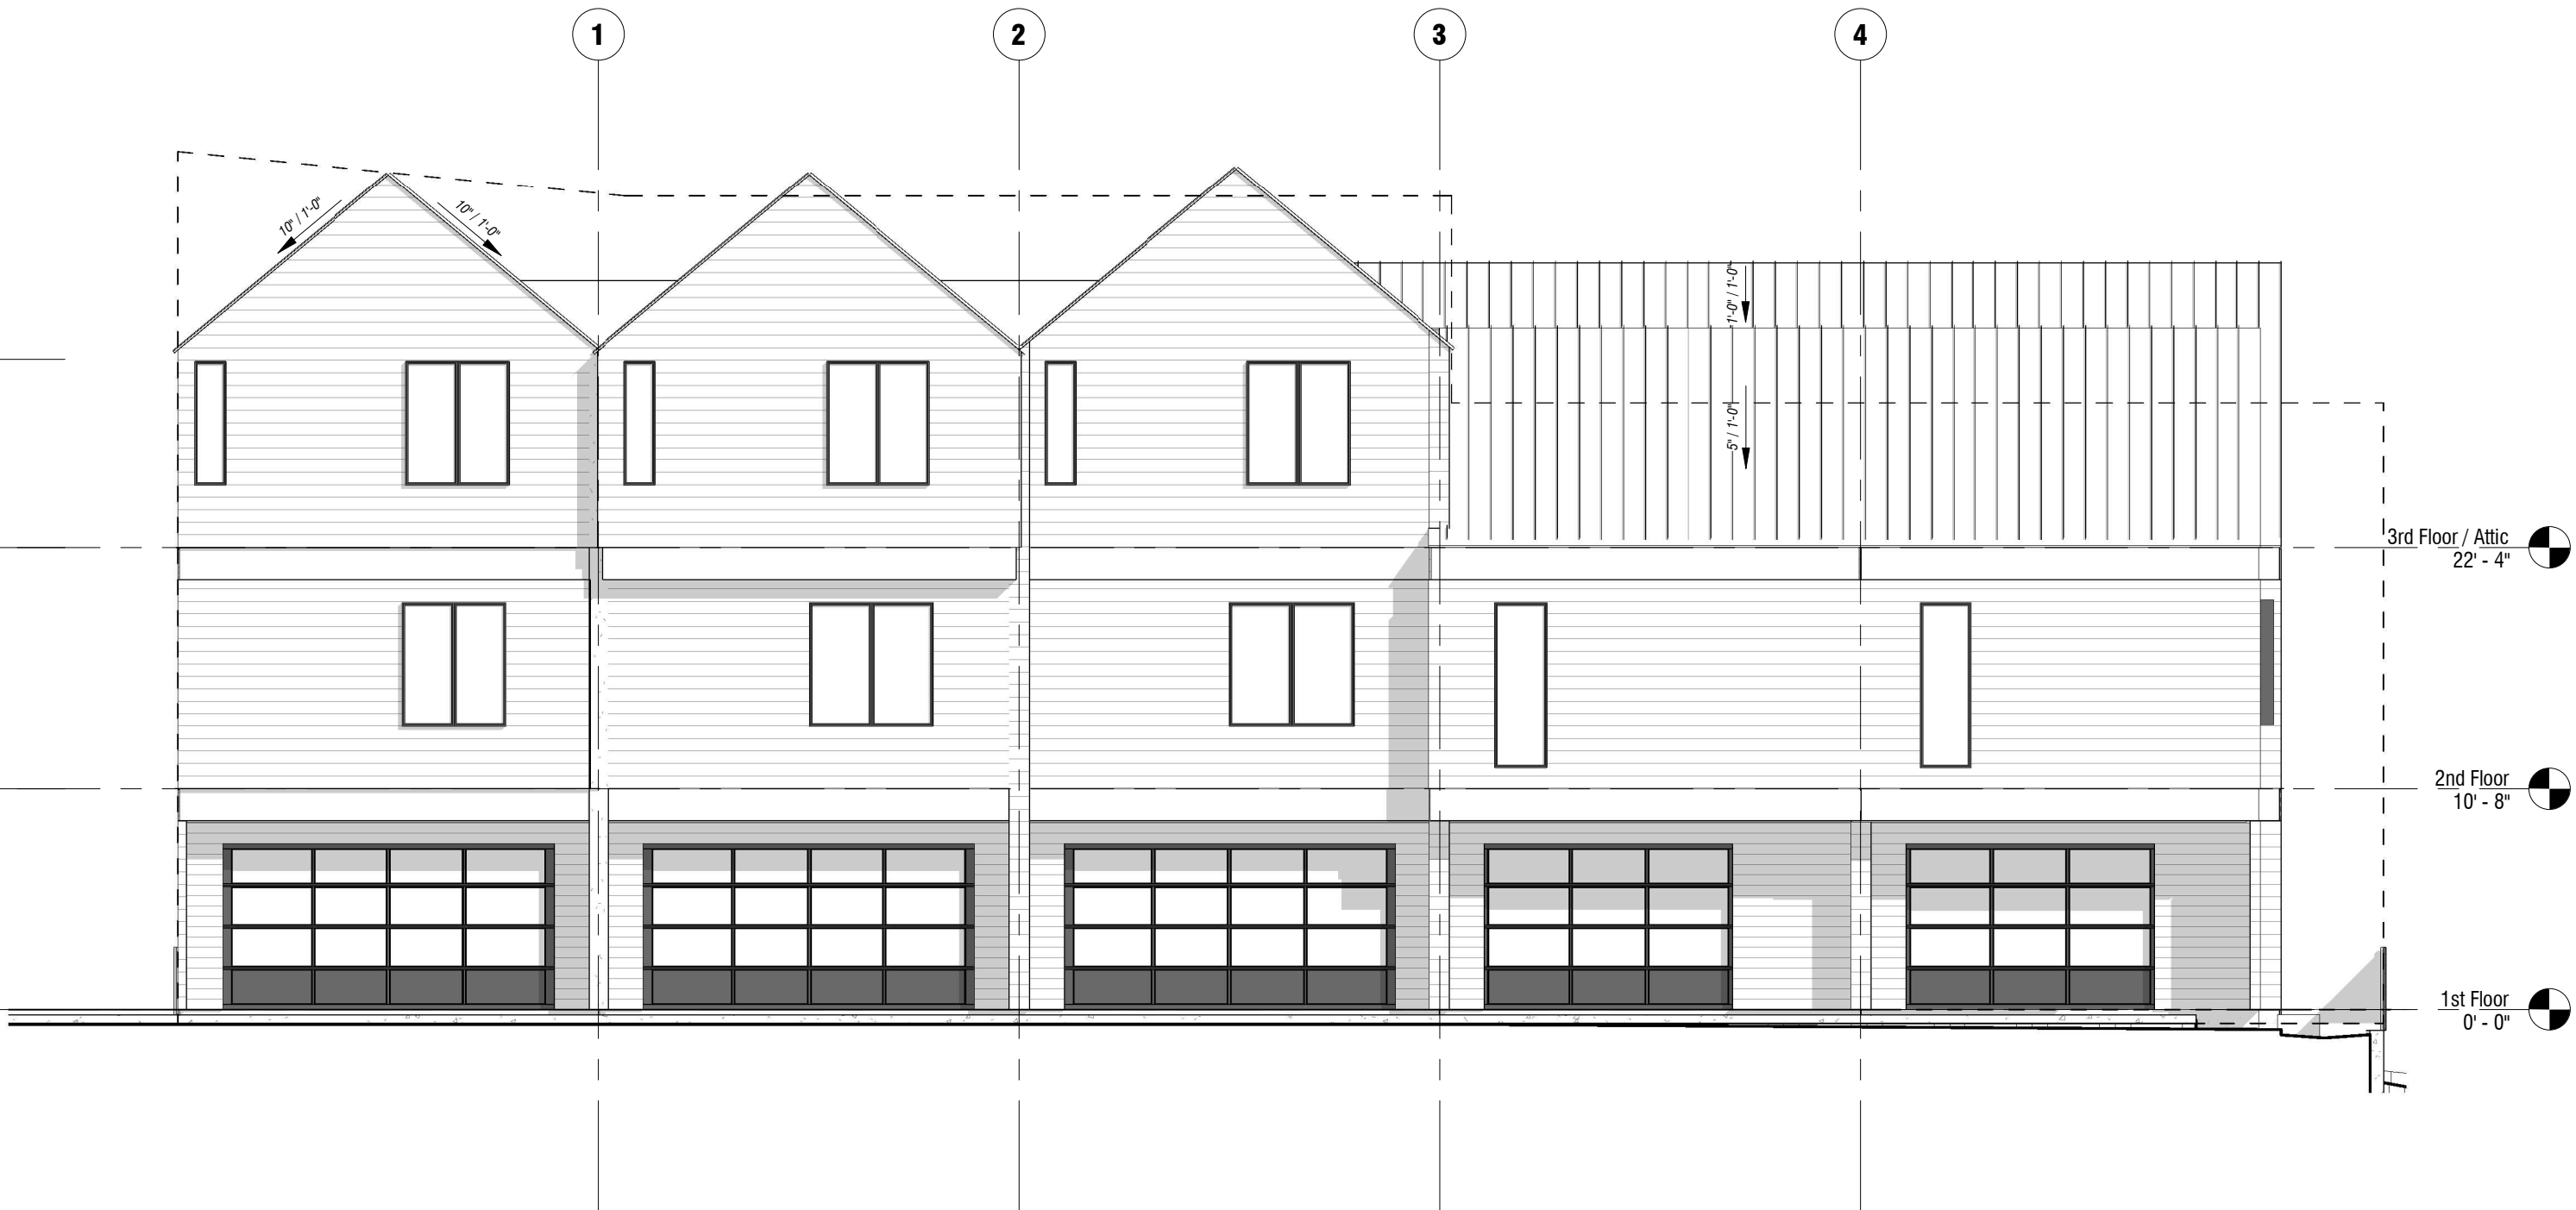 1
2
3
4
10" / 1'-0"
10" / 1'-0"
1'-0" / 1'-0"
5" / 1'-0"
3rd Floor / Attic
22' - 4"
2nd Floor
10' - 8"
1st Floor
0' - 0"